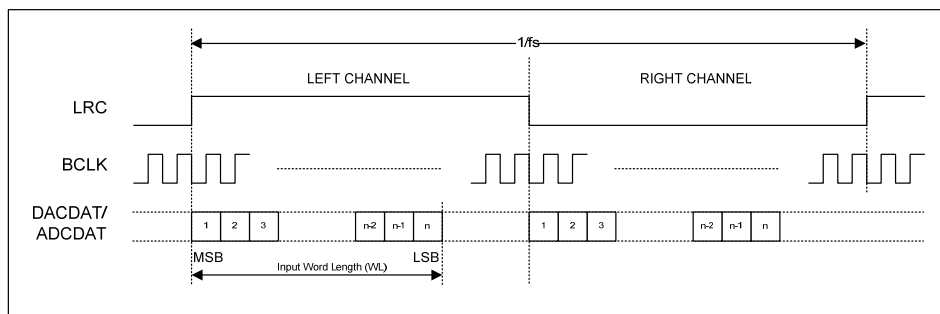 1/fs
LEFT CHANNEL
RIGHT CHANNEL
LRC
BCLK
DACDAT/
ADCDAT
1 2 3 n-2 n-1 n 1 2 3 n-2 n-1 n
MSB LSB
Input Word Length (WL)